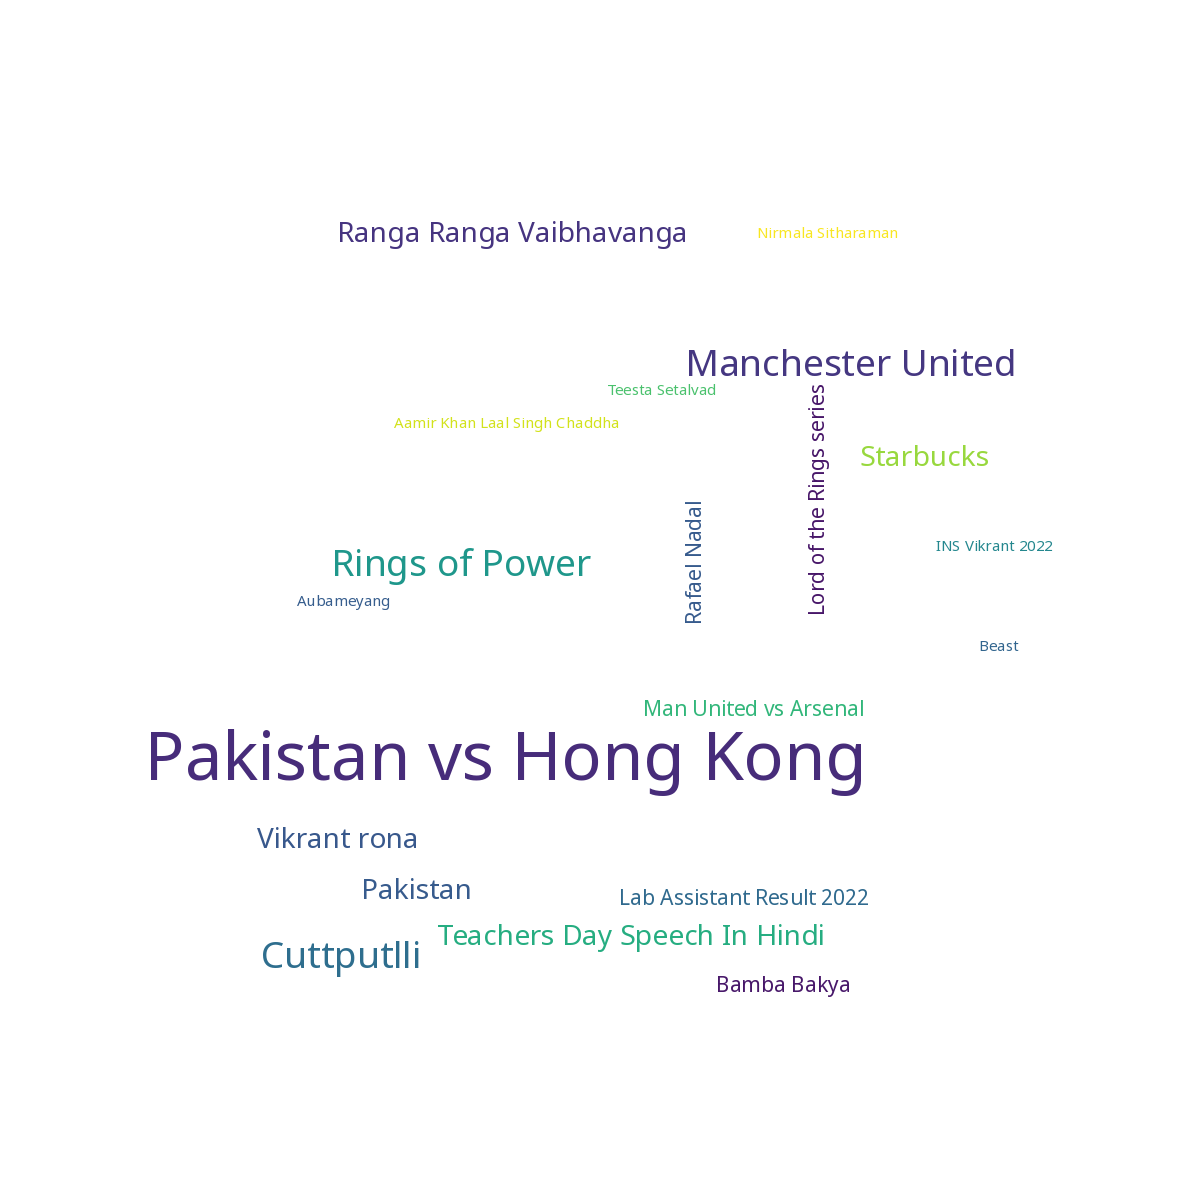 Ranga Ranga Vaibhavanga
Nirmala Sitharaman
Manchester United
Teesta Setalvad
Aamir Khan Laal Singh Chaddha
Lord of the Rings series
Starbucks
Rafael Nadal
INS Vikrant 2022
Rings of Power
Aubameyang
Beast
Man United vs Arsenal
Pakistan vs Hong Kong
Vikrant rona
Pakistan
Lab Assistant Result 2022
Teachers Day Speech In Hindi
Cuttputlli
Bamba Bakya